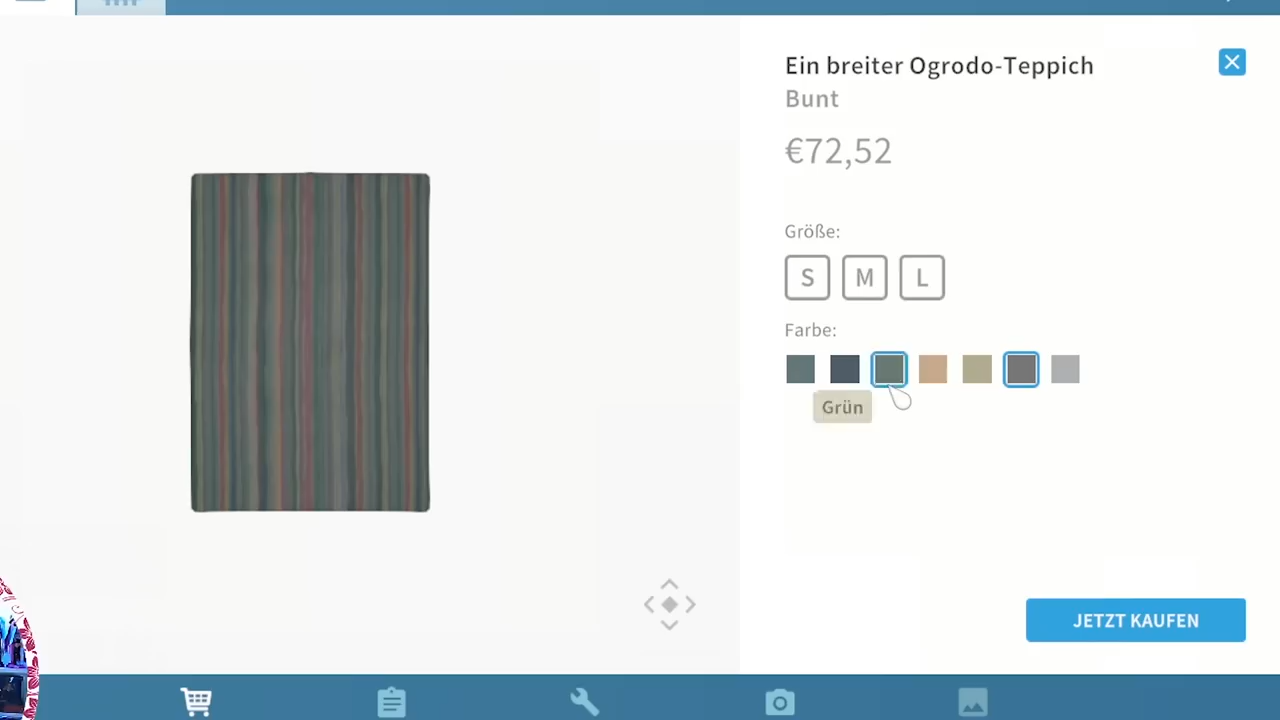 Ein breiter Ogrodo-Teppich
Bunt
€72,52
Größe:
S M L
Farbe:
Grün
JETZT KAUFEN